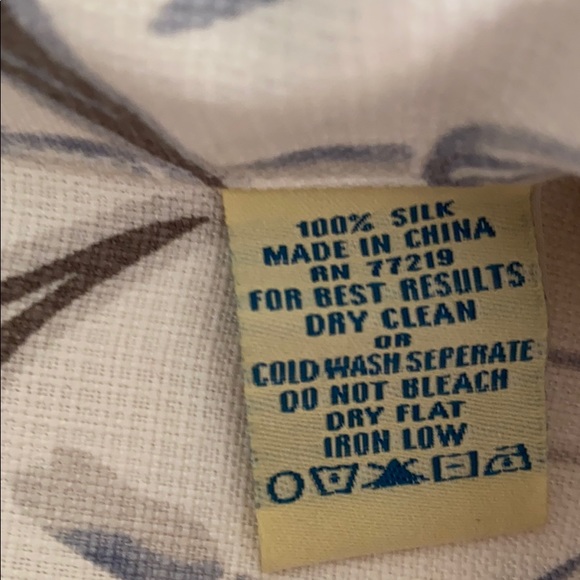 100% SILK
MADE IN CHINA
RN 77219
FOR BEST RESULTS
DRY CLEAN
OR
COLD WASH SEPERATE
DO NOT BLEACH
DRY FLAT
IRON LOW